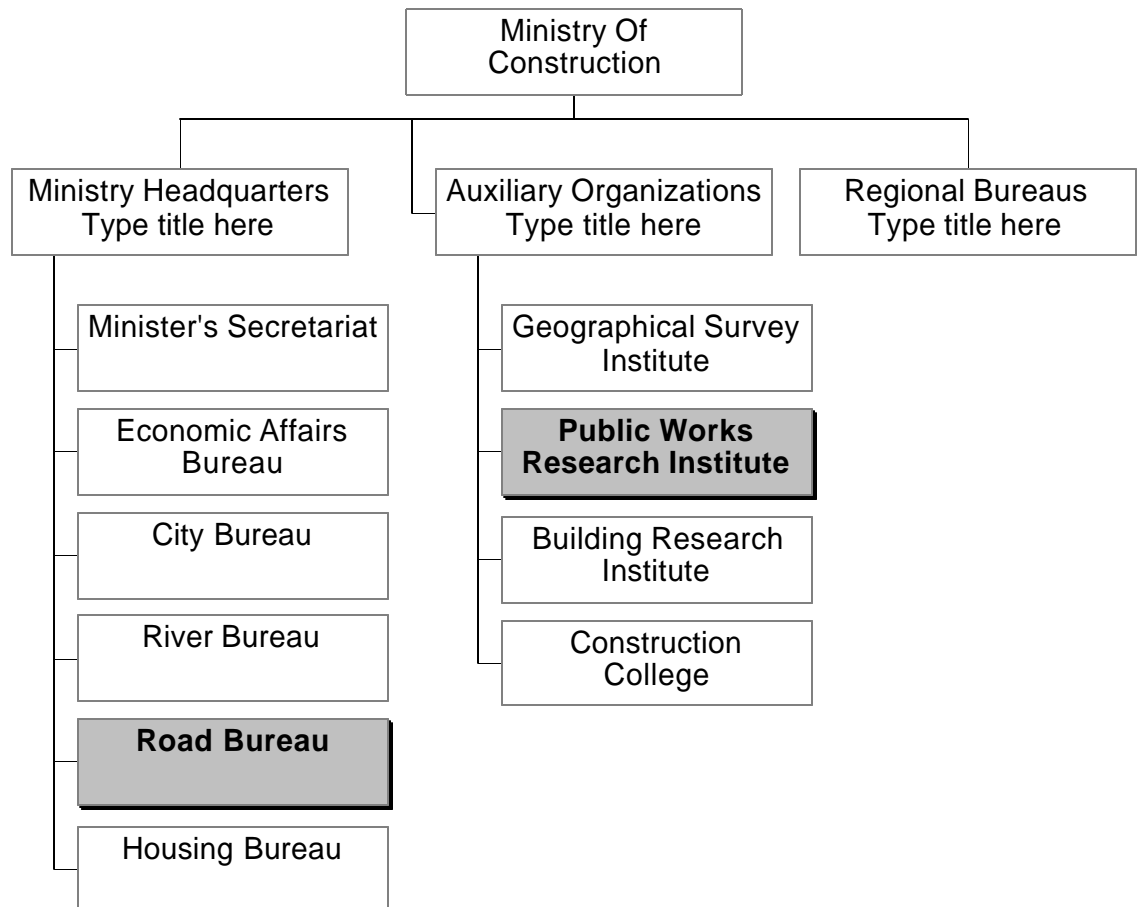 Ministry Of
Construction
Ministry Headquarters
Type title here
Auxiliary Organizations
Type title here
Regional Bureaus
Type title here
Minister's Secretariat
Economic Affairs
Bureau
City Bureau
River Bureau
Road Bureau
Housing Bureau
Geographical Survey
Institute
Public Works
Research Institute
Building Research
Institute
Construction
College